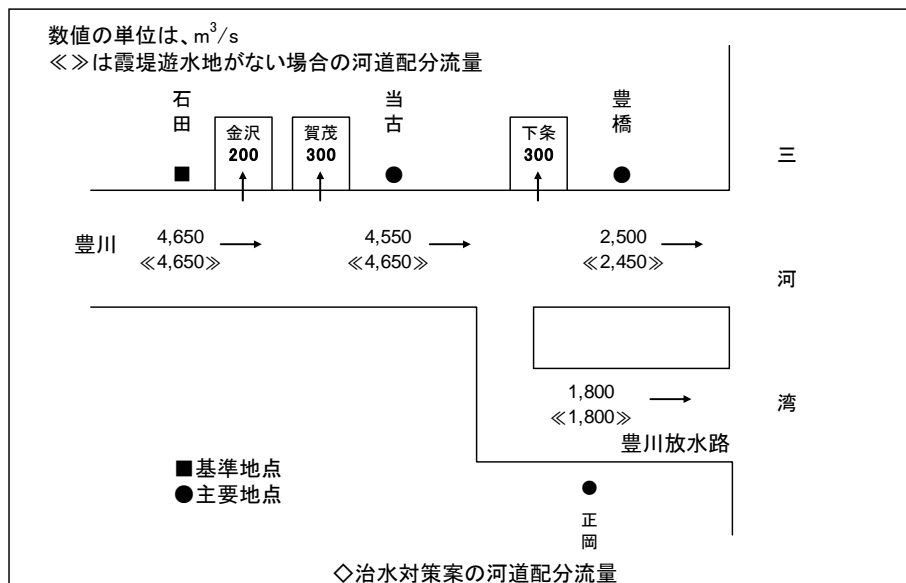 数値の単位は、m³/s
≪≫は霞堤遊水地がない場合の河道配分流量
石田
金沢
200
賀茂
300
当古
下条
300
豊橋
三河湾
豊川
4,650
≪4,650≫
4,550
≪4,650≫
2,500
≪2,450≫
1,800
≪1,800≫
豊川放水路
■基準地点
●主要地点
正岡
◇治水対策案の河道配分流量